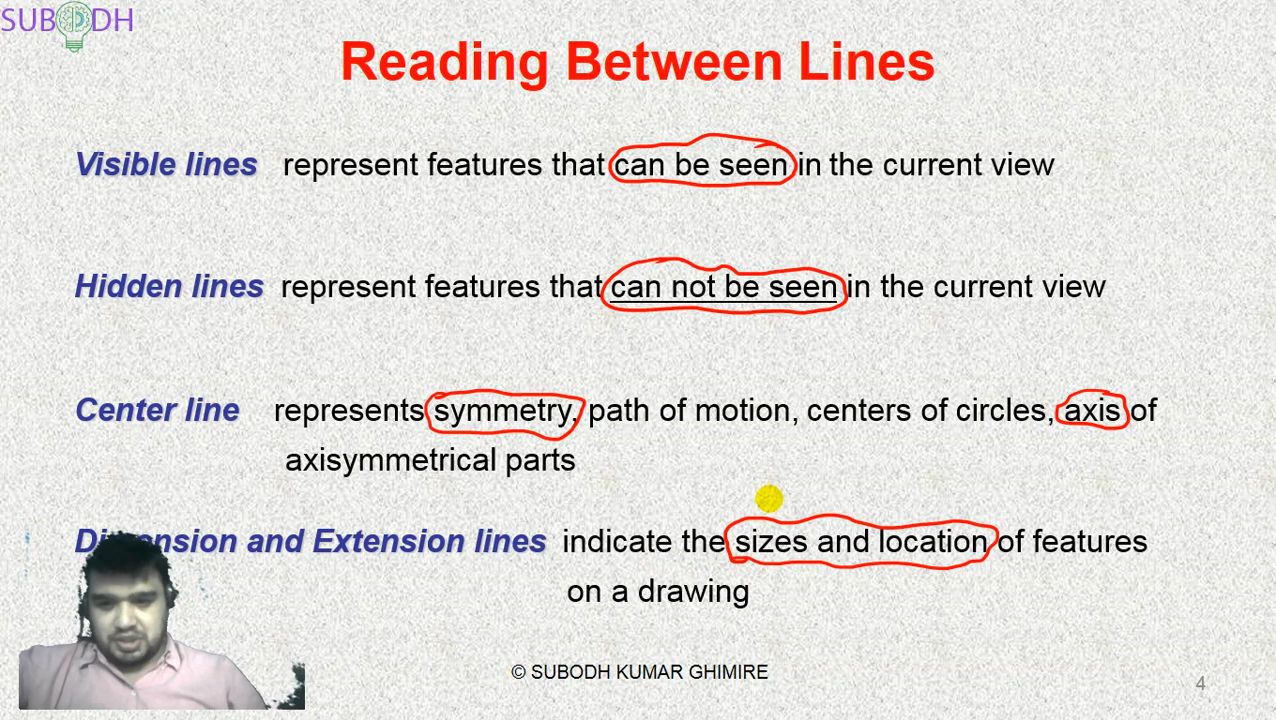 SUBODH
Reading Between Lines
Visible lines represent features that can be seen in the current view
Hidden lines represent features that can not be seen in the current view
Center line represents symmetry, path of motion, centers of circles, axis of
axisymmetrical parts
Dimension and Extension lines indicate the sizes and location of features
on a drawing
© SUBODH KUMAR GHIMIRE
4